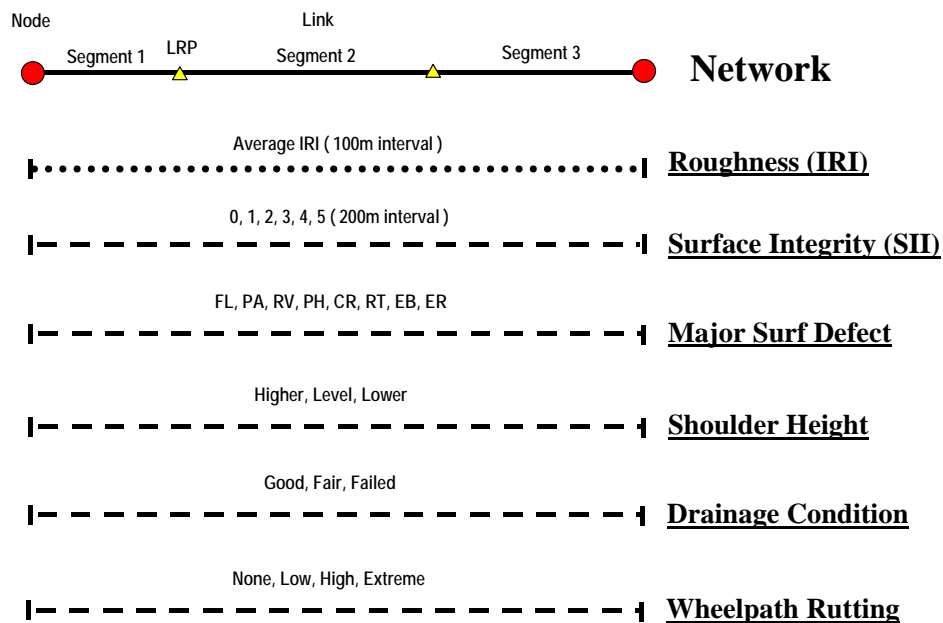 Node
Link
Segment 1
LRP
Segment 2
Segment 3
Network
Average IRI ( 100m interval )
Roughness (IRI)
0, 1, 2, 3, 4, 5 ( 200m interval )
Surface Integrity (SII)
FL, PA, RV, PH, CR, RT, EB, ER
Major Surf Defect
Higher, Level, Lower
Shoulder Height
Good, Fair, Failed
Drainage Condition
None, Low, High, Extreme
Wheelpath Rutting